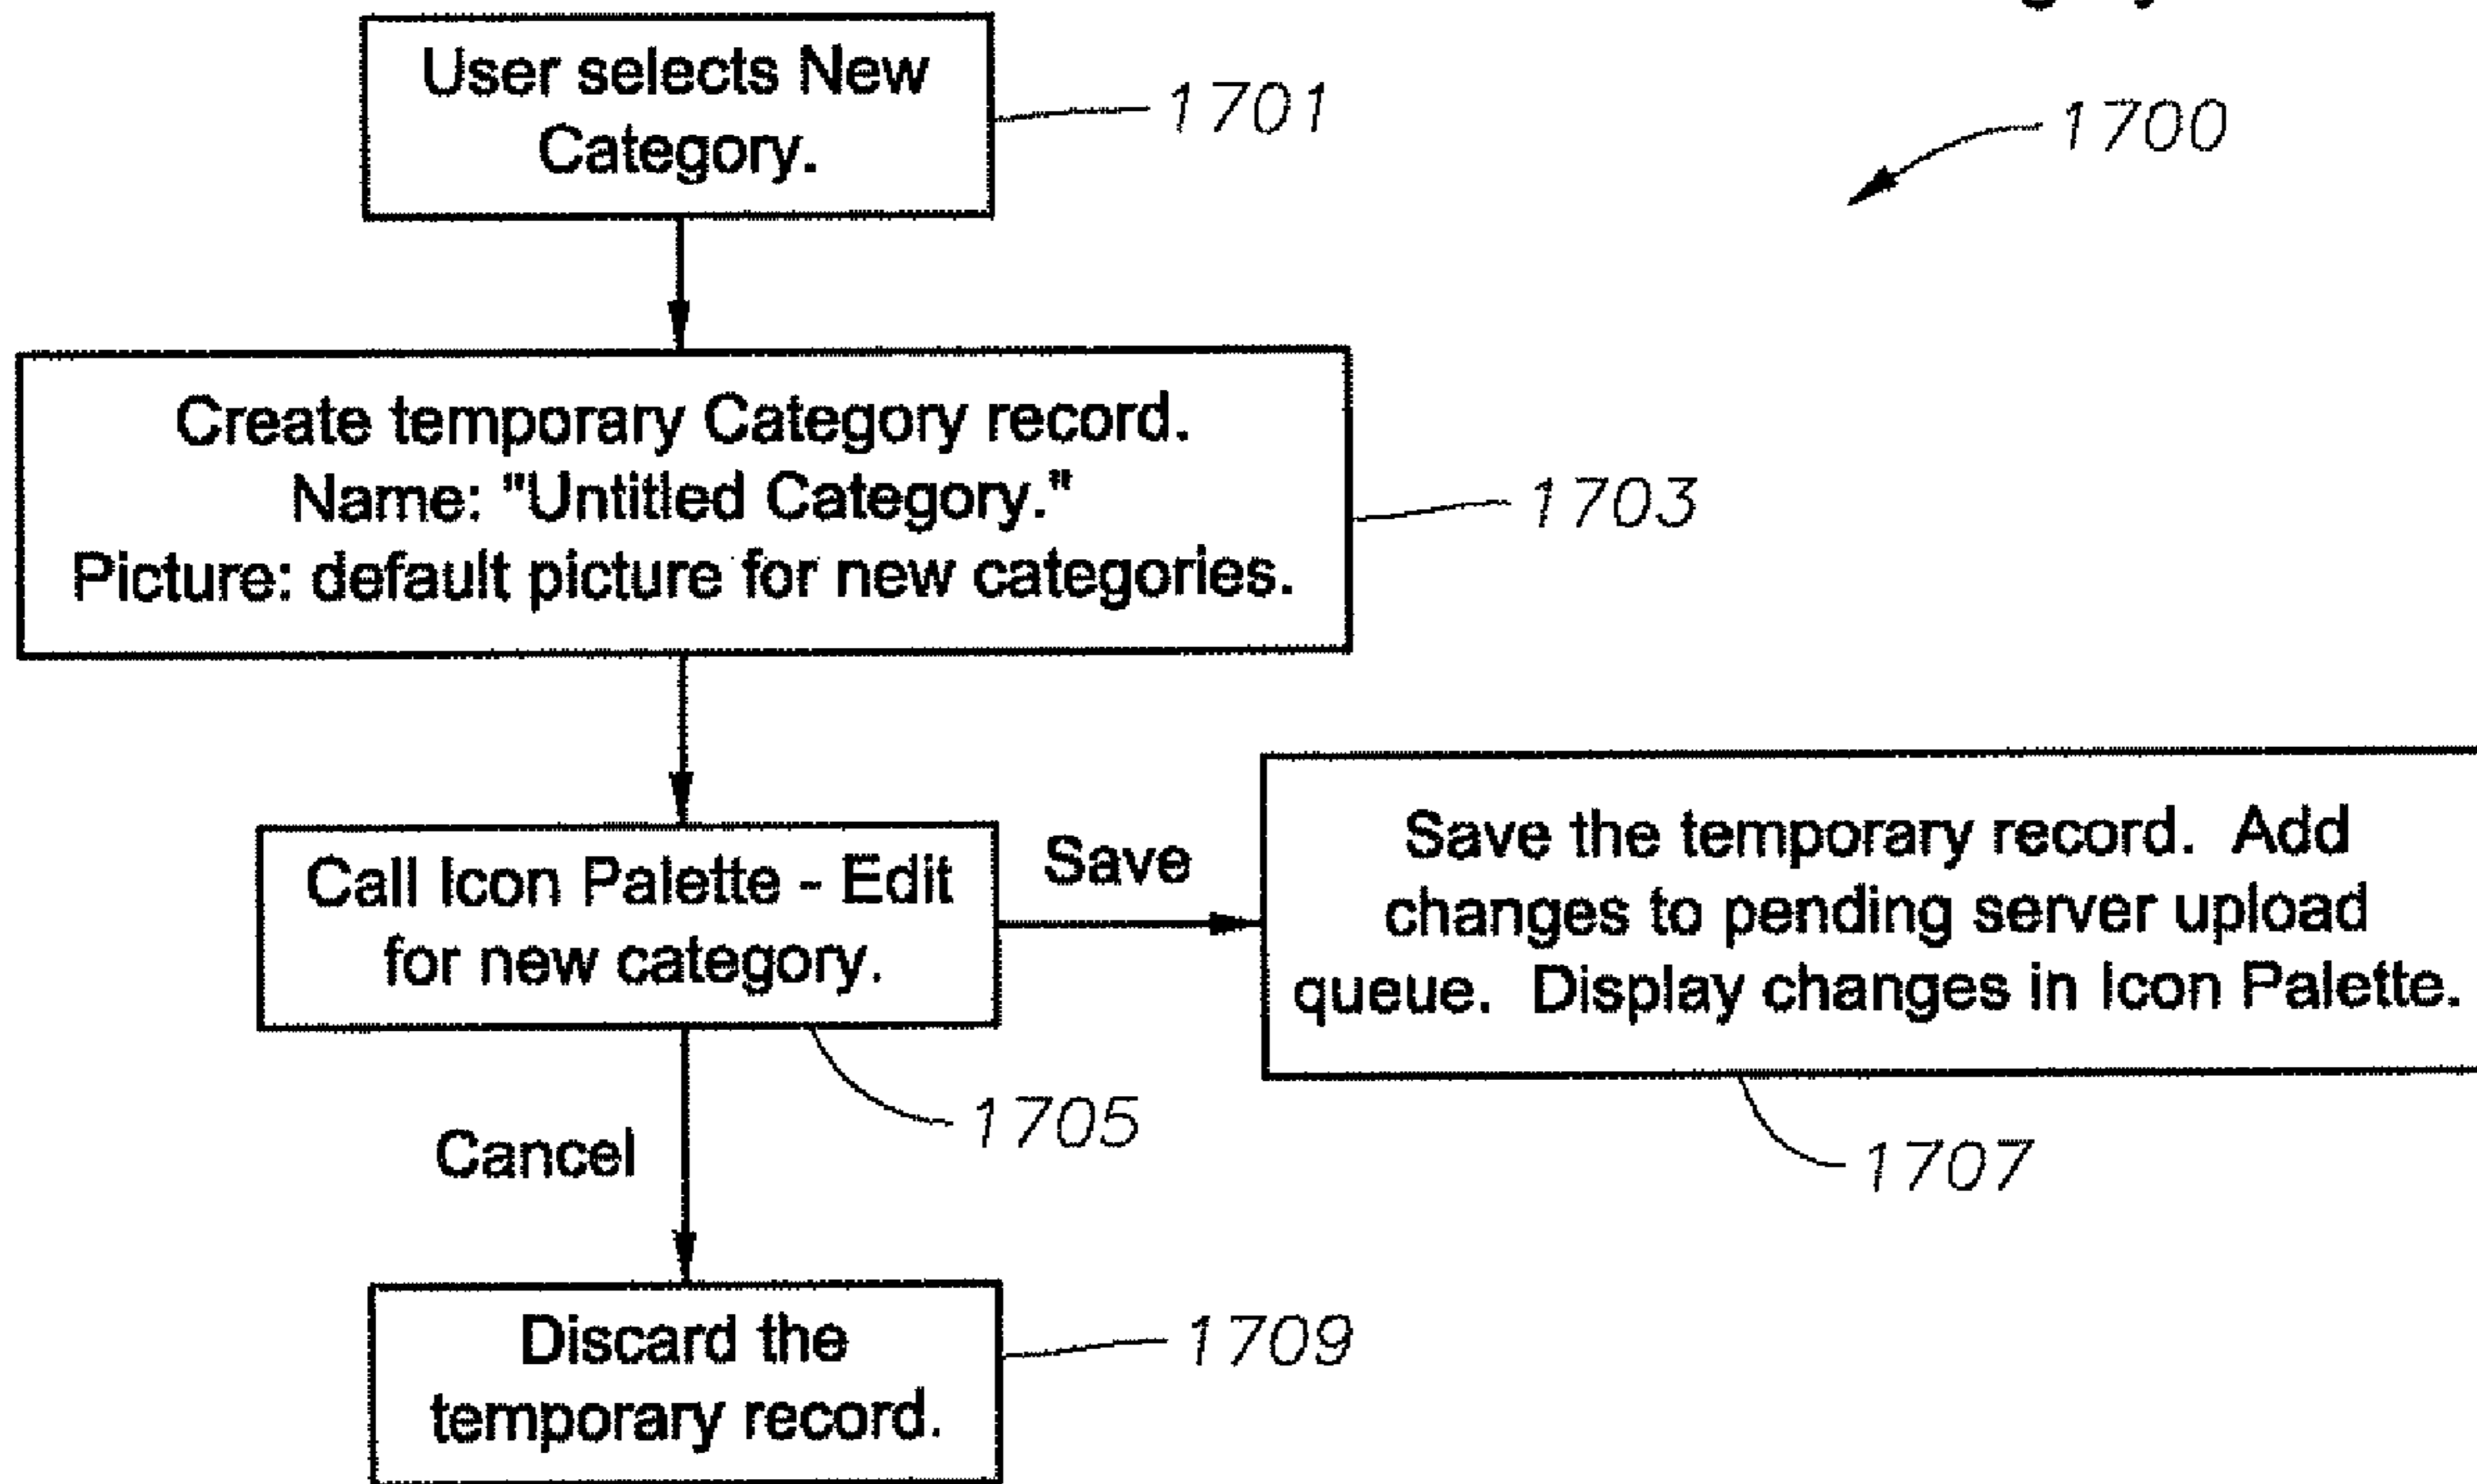 User selects New
Category.
1701
1700
Create temporary Category record.
Name: "Untitled Category."
Picture: default picture for new categories.
1703
Call Icon Palette - Edit
for new category.
1705
Save
Save the temporary record.  Add
changes to pending server upload
queue.  Display changes in Icon Palette.
1707
Cancel
Discard the
temporary record.
1709